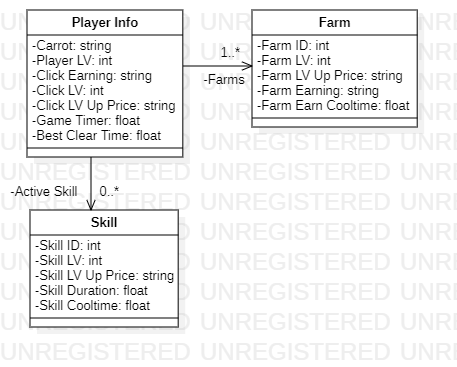 Player Info
-Carrot: string
-Player LV: int
-Click Earning: string
-Click LV: int
-Click LV Up Price: string
-Game Timer: float
-Best Clear Time: float
1..*
-Farms
Farm
-Farm ID: int
-Farm LV: int
-Farm LV Up Price: string
-Farm Earning: string
-Farm Earn Cooltime: float
-Active Skill
0..*
Skill
-Skill ID: int
-Skill LV: int
-Skill LV Up Price: string
-Skill Duration: float
-Skill Cooltime: float
UNREGISTERED UNREGISTERED UNRI